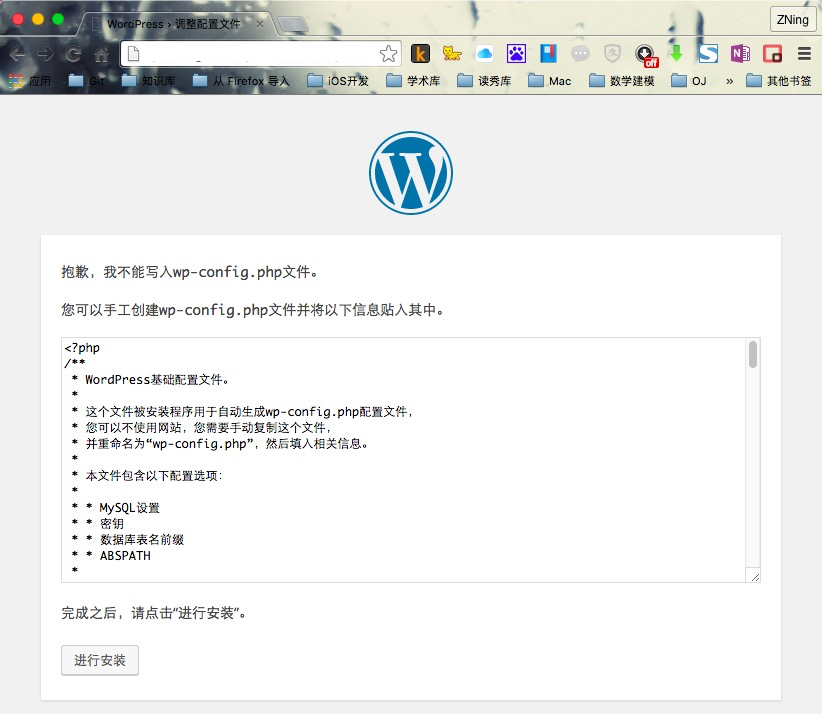 WordPress › 调整配置文件
ZNing
off
应用 Git 知识库 从 Firefox 导入 iOS开发 学术库 读秀库 Mac 数学建模 OJ » 其他书签
抱歉，我不能写入wp-config.php文件。
您可以手工创建wp-config.php文件并将以下信息贴入其中。
<?php
/**
 * WordPress基础配置文件。
 *
 * 这个文件被安装程序用于自动生成wp-config.php配置文件，
 * 您可以不使用网站，您需要手动复制这个文件，
 * 并重命名为“wp-config.php”，然后填入相关信息。
 *
 * 本文件包含以下配置选项：
 *
 * * MySQL设置
 * * 密钥
 * * 数据库表名前缀
 * * ABSPATH
 *
完成之后，请点击“进行安装”。
进行安装